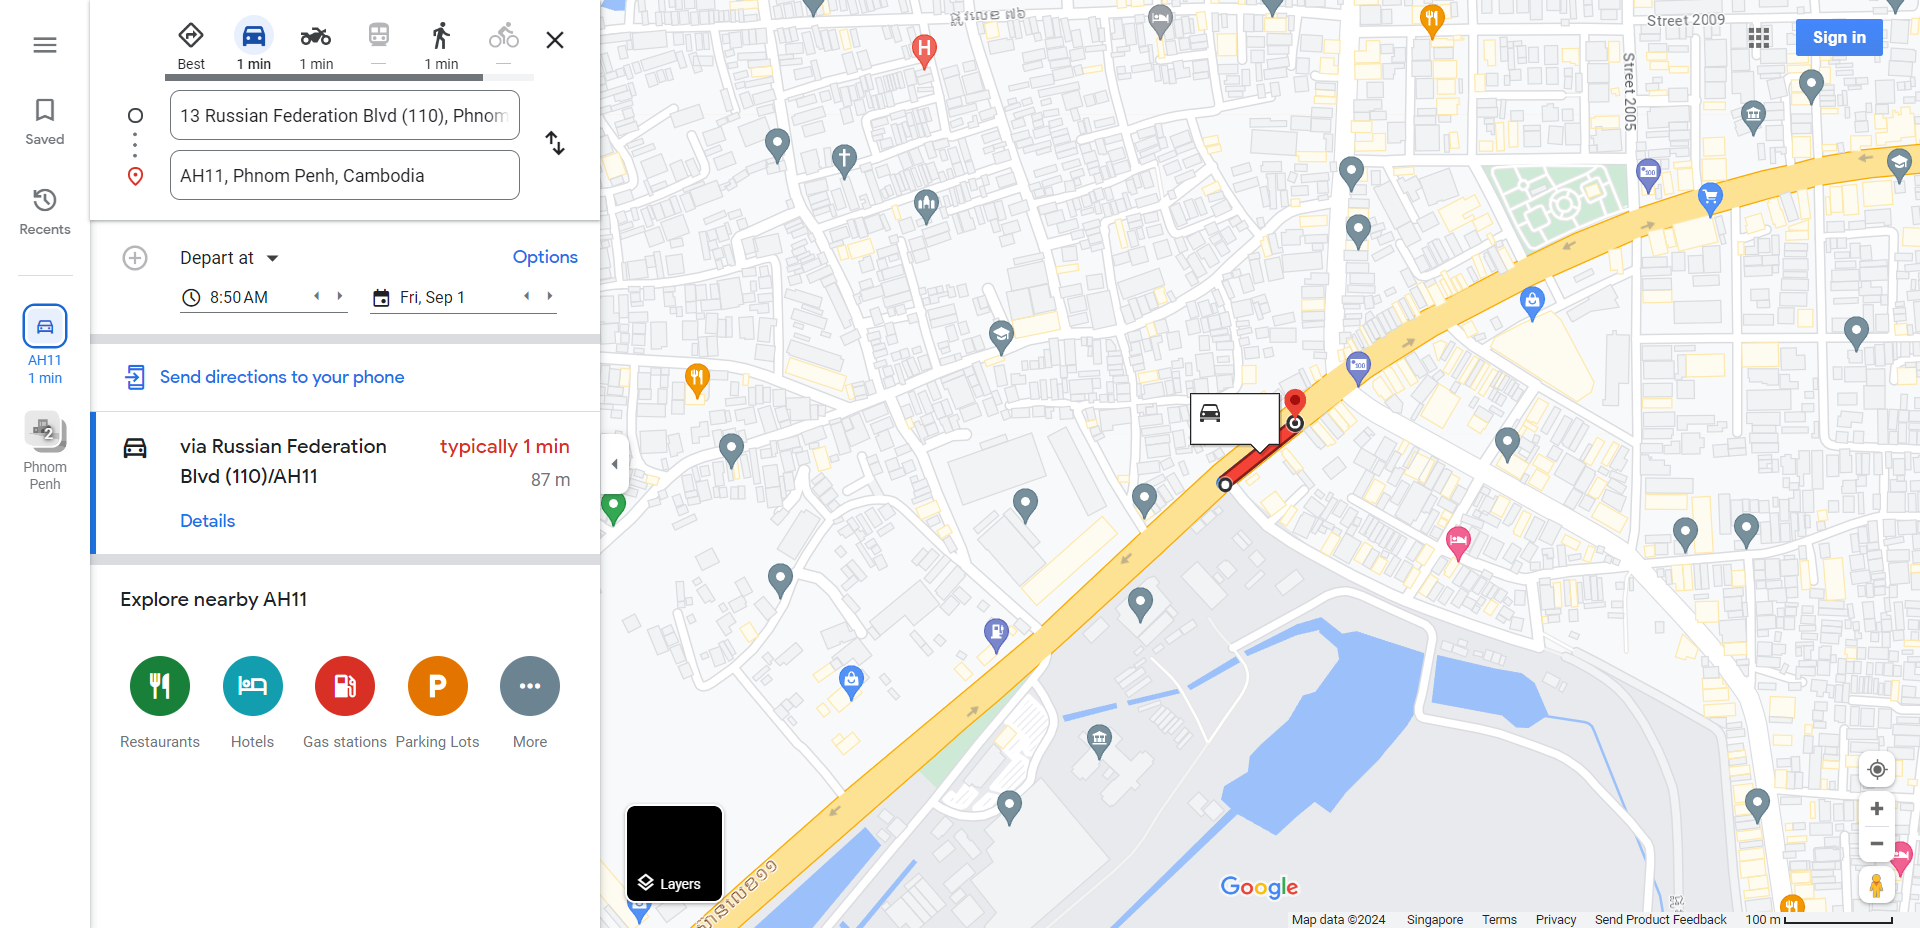 Best
1 min
1 min
—
1 min
—
Saved
Recents
AH11
1 min
2
Phnom
Penh
13 Russian Federation Blvd (110), Phnom
AH11, Phnom Penh, Cambodia
Depart at
Options
8:50 AM
Fri, Sep 1
Send directions to your phone
via Russian Federation
Blvd (110)/AH11
typically 1 min
87 m
Details
Explore nearby AH11
Restaurants
Hotels
Gas stations
P
Parking Lots
More
Street 2009
Sign in
Street 2005
H
Layers
Google
Map data ©2024
Singapore
Terms
Privacy
Send Product Feedback
100 m